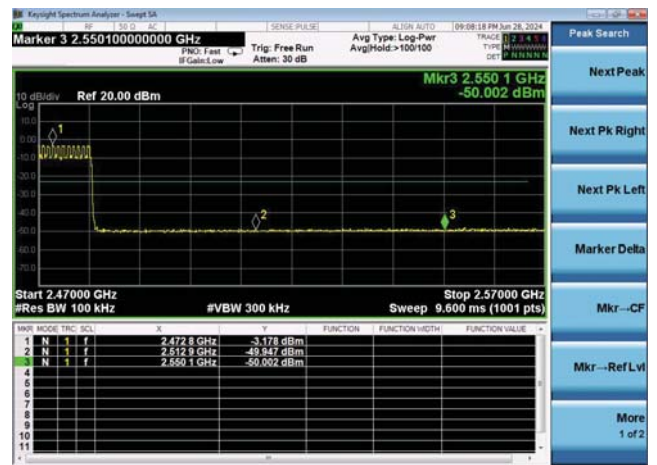 Keysight Spectrum Analyzer - Swept SA
RF 50 Ω AC SENSE:PULSE ALIGN AUTO 09:08:18 PM Jun 28, 2024
Marker 3 2.550100000000 GHz
PNO: Fast
IFGain:Low
Trig: Free Run
Atten: 30 dB
Avg Type: Log-Pwr
Avg|Hold:>100/100
TRACE 1 2 3 4 5 6
TYPE M WWWWW
DET P N N N N N
Peak Search
Next Peak
Next Pk Right
Next Pk Left
Marker Delta
Mkr→CF
Mkr→Ref Lvl
More
1 of 2
Mkr3 2.550 1 GHz
-50.002 dBm
10 dB/div Ref 20.00 dBm
Log
10.0
0.00
-10.0
-20.0
-30.0
-40.0
-50.0
-60.0
-70.0
1
2
3
Start 2.47000 GHz Stop 2.57000 GHz
#Res BW 100 kHz #VBW 300 kHz Sweep 9.600 ms (1001 pts)
MKR MODE TRC SCL X Y FUNCTION FUNCTION WIDTH FUNCTION VALUE
1 N 1 f 2.472 8 GHz -3.178 dBm
2 N 1 f 2.512 9 GHz -49.947 dBm
3 N 1 f 2.550 1 GHz -50.002 dBm
4
5
6
7
8
9
10
11